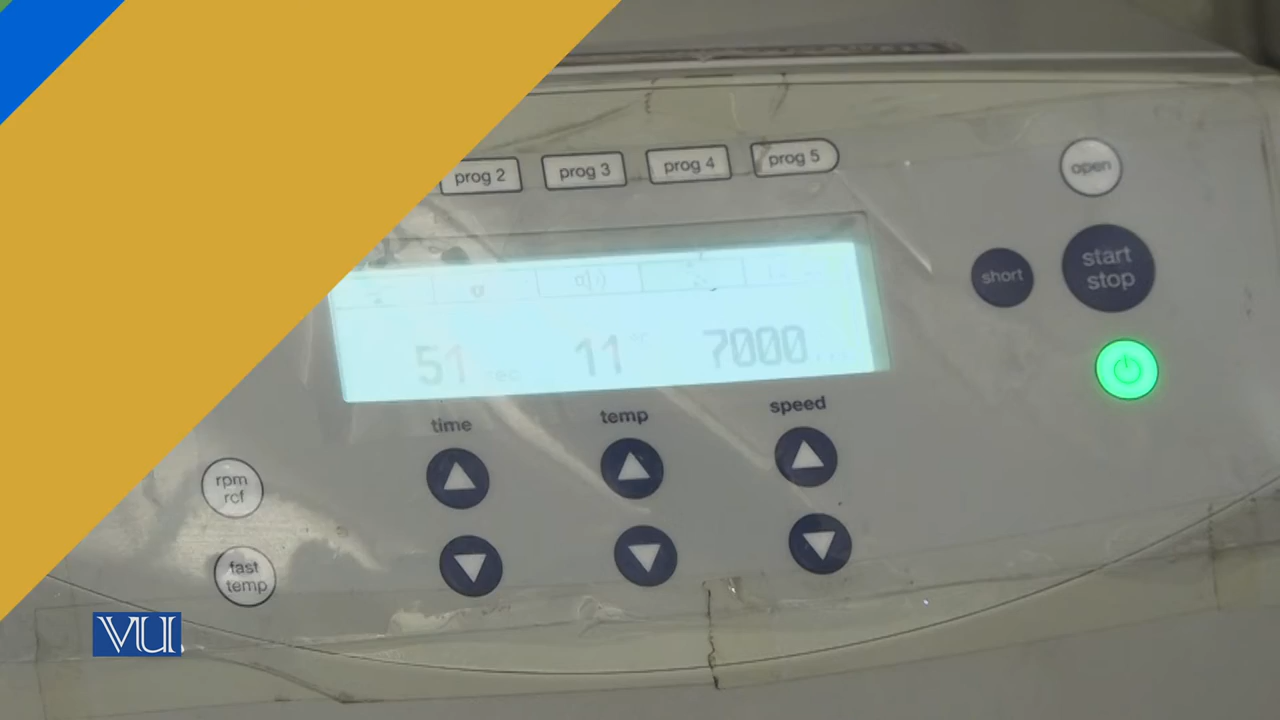 prog 2 prog 3 prog 4 prog 5
open
short
start
stop
51 sec 11 °C 7000
time temp speed
rpm
rcf
fast
temp
VU